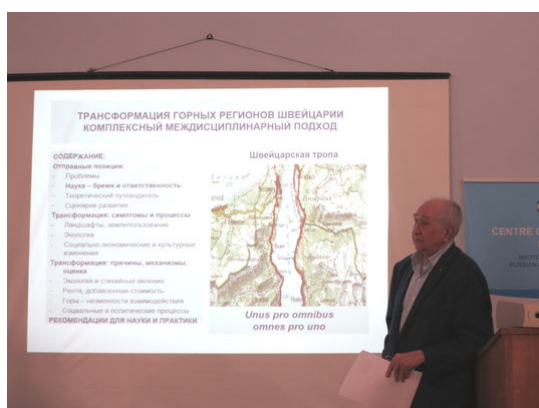 ТРАНСФОРМАЦИЯ ГОРНЫХ РЕГИОНОВ ШВЕЙЦАРИИ
КОМПЛЕКСНЫЙ МЕЖДИСЦИПЛИНАРНЫЙ ПОДХОД
СОДЕРЖАНИЕ:
Отправные позиции:
- Проблемы
- Наука – бремя и ответственность
- Теоретический путеводитель
- Сценарии развития
Трансформация: симптомы и процессы
- Ландшафты, землепользование
- Экология
- Социально-экономические и культурные
изменения
Трансформация: причины, механизмы,
оценка
- Экология и стихийные явления
- Рента, добавленная стоимость
- Горы – низменности взаимодействия
- Социальные и политические процессы
РЕКОМЕНДАЦИИ ДЛЯ НАУКИ И ПРАКТИКИ
Швейцарская тропа
Unus pro omnibus
omnes pro uno
CENTRE
RUSSIAN